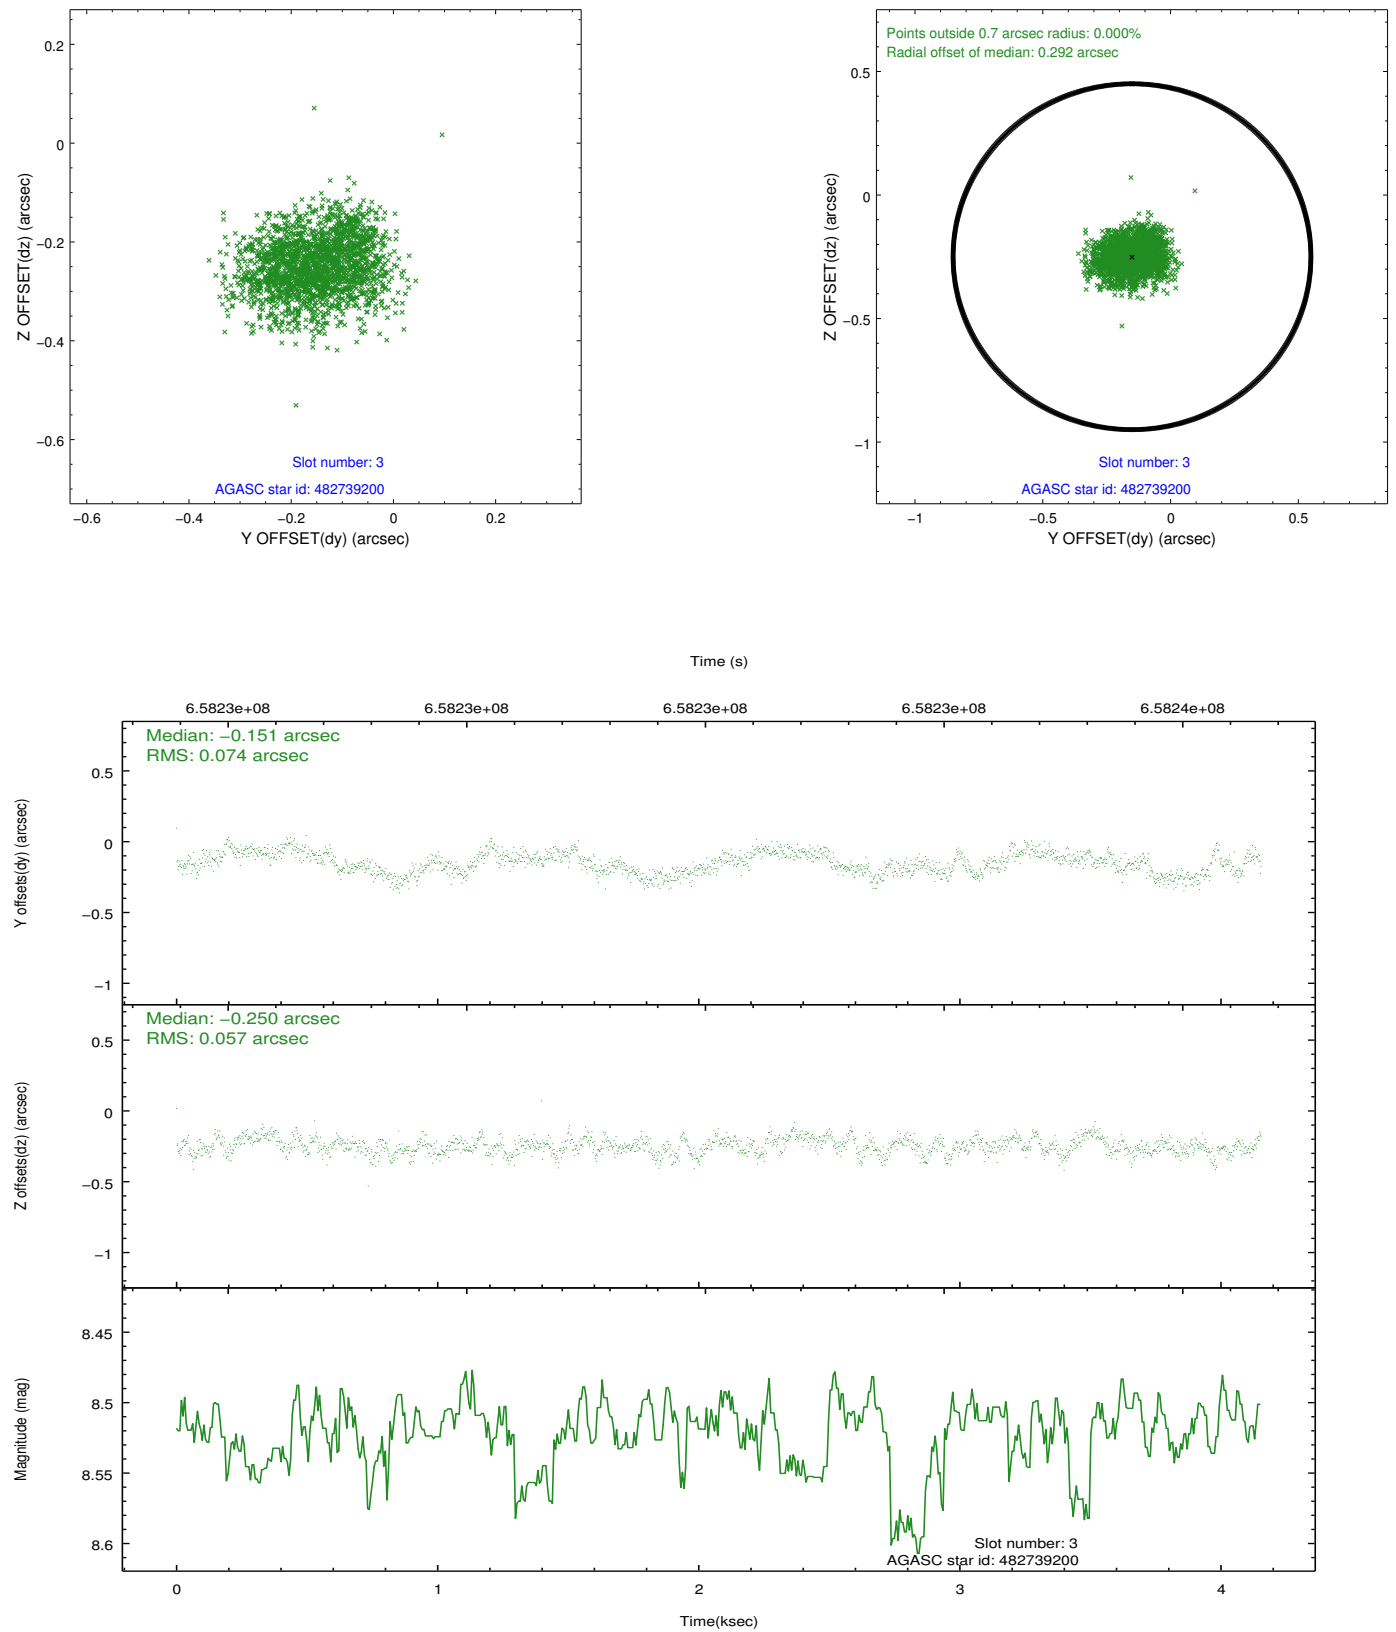 0.2
0
−0.2
−0.4
−0.6
Z OFFSET(dz) (arcsec)
Slot number: 3
AGASC star id: 482739200
−0.6
−0.4
−0.2
0
0.2
Y OFFSET(dy) (arcsec)
Points outside 0.7 arcsec radius: 0.000%
Radial offset of median: 0.292 arcsec
0.5
0
−0.5
−1
Z OFFSET(dz) (arcsec)
Slot number: 3
AGASC star id: 482739200
−1
−0.5
0
0.5
Y OFFSET(dy) (arcsec)
Time (s)
6.5823e+08
6.5823e+08
6.5823e+08
6.5823e+08
6.5824e+08
Median: −0.151 arcsec
RMS: 0.074 arcsec
0.5
0
−0.5
−1
Y offsets(dy) (arcsec)
Median: −0.250 arcsec
RMS: 0.057 arcsec
0.5
0
−0.5
−1
Z offsets(dz) (arcsec)
8.45
8.5
8.55
8.6
Magnitude (mag)
Slot number: 3
AGASC star id: 482739200
0
1
2
3
4
Time(ksec)